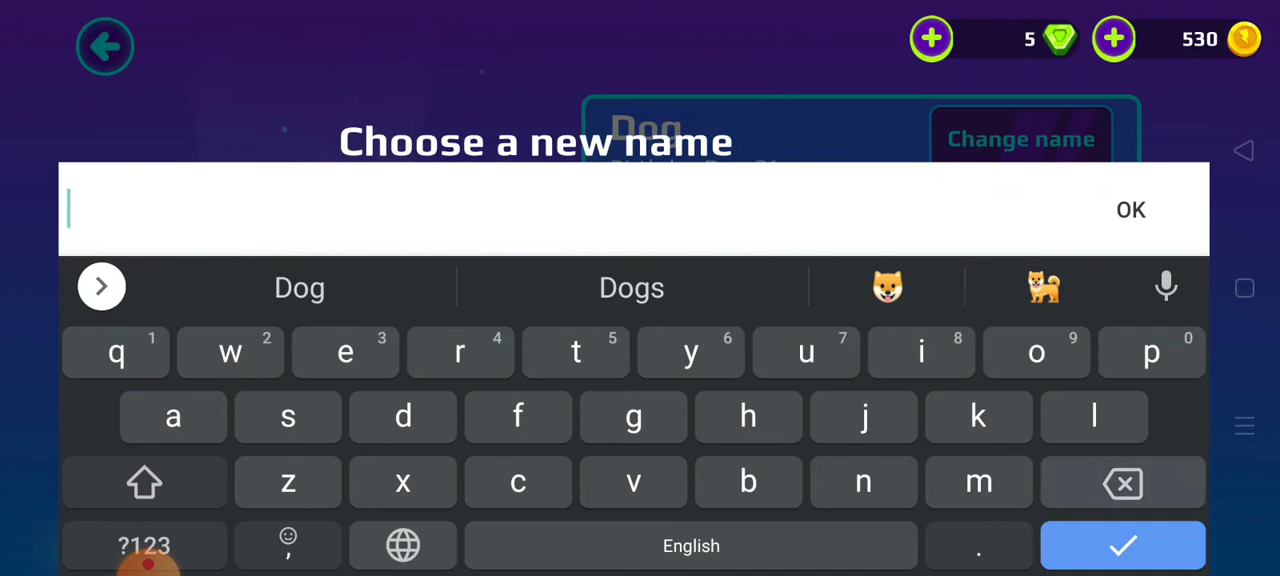 5
530
Dog
Change name
Choose a new name
OK
Dog Dogs
q 1 w 2 e 3 r 4 t 5 y 6 u 7 i 8 o 9 p 0
a s d f g h j k l
z x c v b n m
?123 , English .